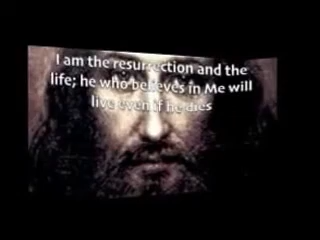 I am the resurrection and the
life; he who believes in Me will
live even if he dies